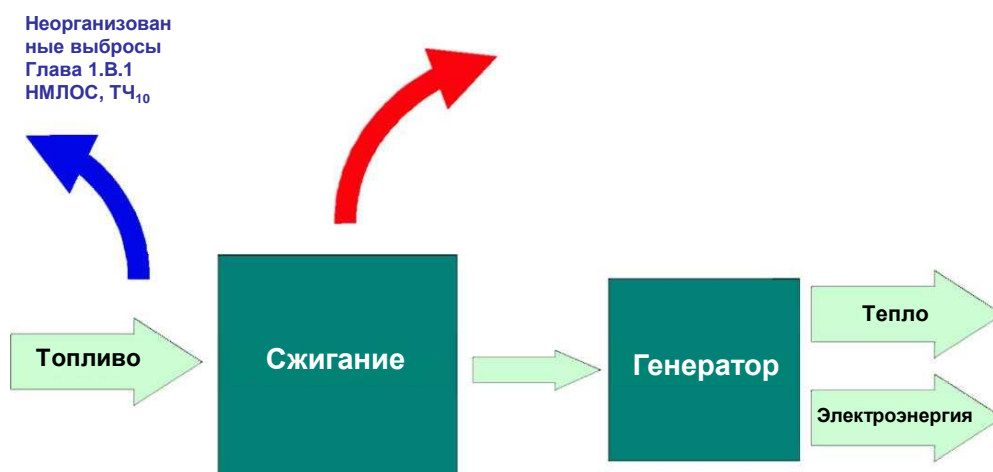 Неорганизован
ные выбросы
Глава 1.В.1
НМЛОС, ТЧ₁₀
Топливо
Сжигание
Генератор
Тепло
Электроэнергия